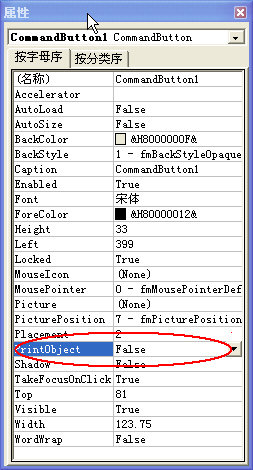 属性
CommandButton1 CommandButton
按字母序 按分类序
(名称) CommandButton1
Accelerator
AutoLoad False
AutoSize False
BackColor &H8000000F&
BackStyle 1 - fmBackStyleOpaque
Caption CommandButton1
Enabled True
Font 宋体
ForeColor &H80000012&
Height 33
Left 399
Locked True
MouseIcon (None)
MousePointer 0 - fmMousePointerDef
Picture (None)
PicturePosition 7 - fmPicturePosition
Placement 2
PrintObject False
Shadow False
TakeFocusOnClick True
Top 81
Visible True
Width 123.75
WordWrap False